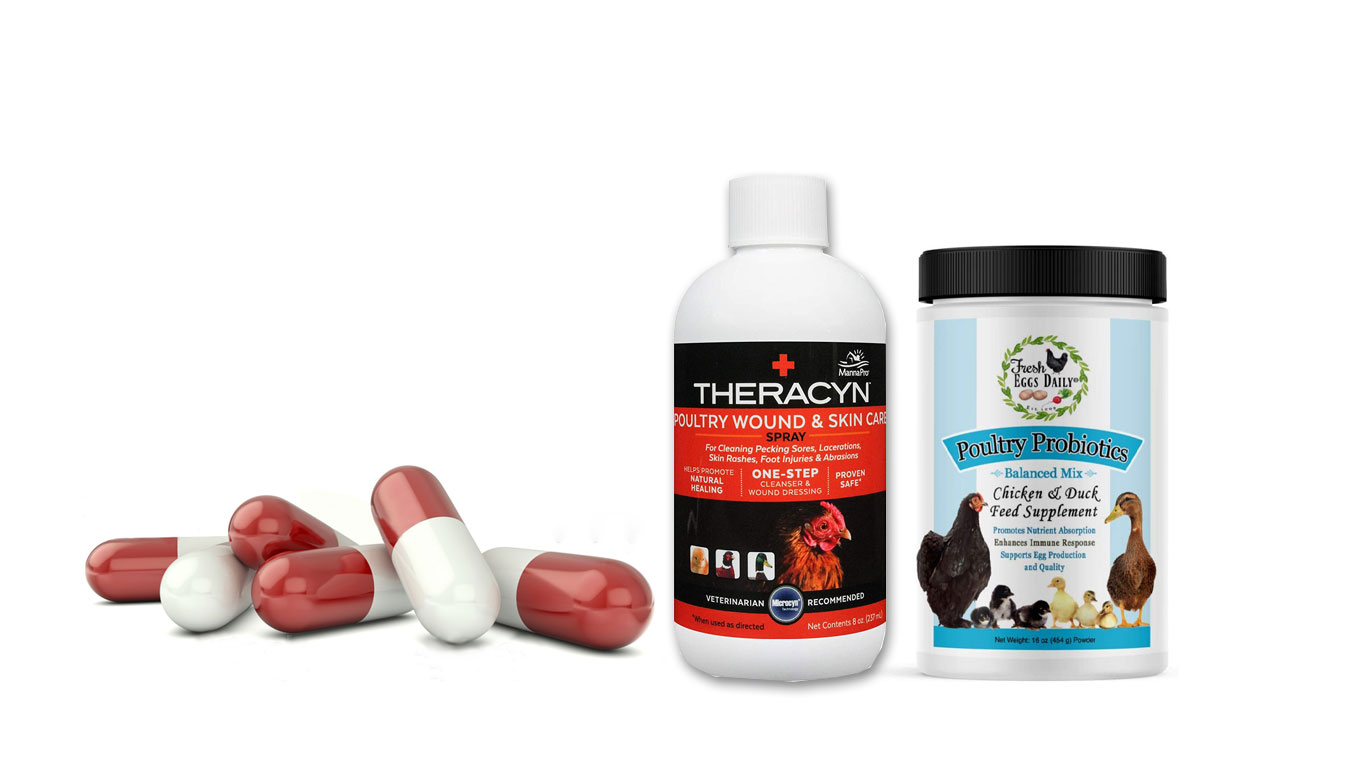 MannaPro
THERACYN
POULTRY WOUND & SKIN CARE
SPRAY
For Cleaning Pecking Sores, Lacerations,
Skin Rashes, Foot Injuries & Abrasions
HELPS PROMOTE
NATURAL
HEALING
ONE-STEP
CLEANSER &
WOUND DRESSING
PROVEN
SAFE*
VETERINARIAN
Microcyn
Technology
RECOMMENDED
*When used as directed
Net Contents 8 oz. (237 mL)
Fresh
EGGS DAILY®
Poultry Probiotics
Balanced Mix
Chicken & Duck
Feed Supplement
Promotes Nutrient Absorption
Enhances Immune Response
Supports Egg Production
and Quality
Net Weight: 16 oz (454 g) Powder